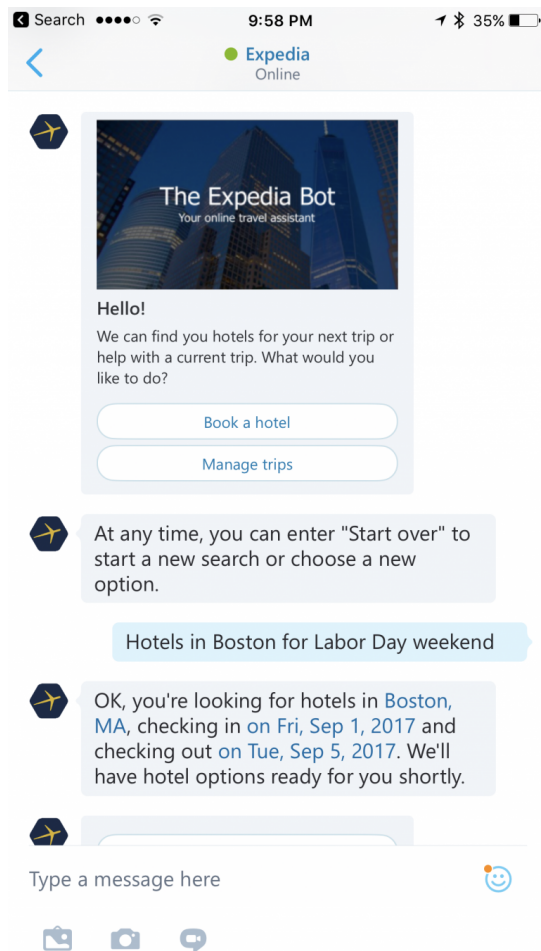 Search
9:58 PM
35%
Expedia
Online
The Expedia Bot
Your online travel assistant
Hello!
We can find you hotels for your next trip or
help with a current trip. What would you
like to do?
Book a hotel
Manage trips
At any time, you can enter "Start over" to
start a new search or choose a new
option.
Hotels in Boston for Labor Day weekend
OK, you're looking for hotels in Boston,
MA, checking in on Fri, Sep 1, 2017 and
checking out on Tue, Sep 5, 2017. We'll
have hotel options ready for you shortly.
Type a message here